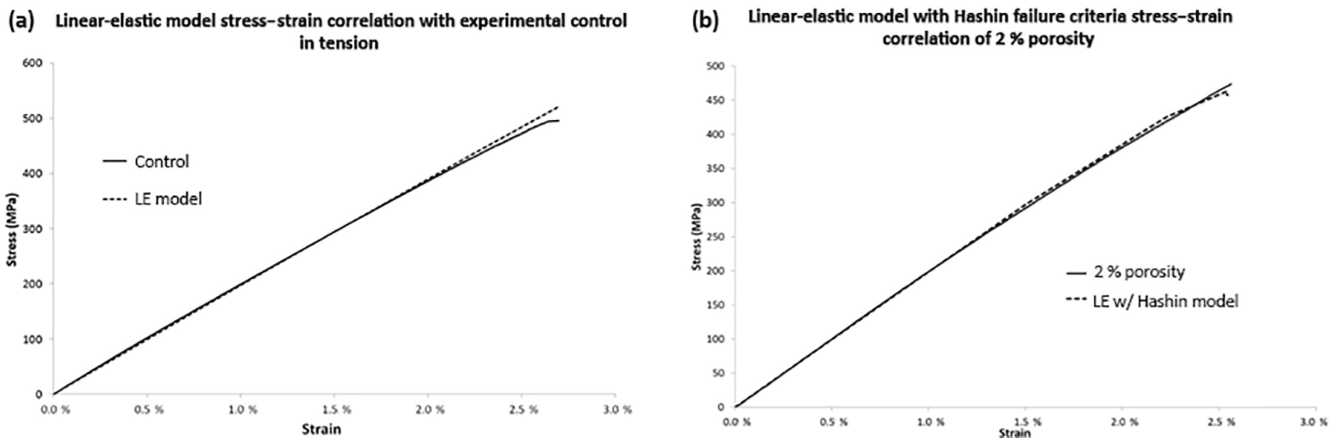 (a) Linear-elastic model stress–strain correlation with experimental control
in tension
600
500
400
300
200
100
0
Stress (MPa)
Control
LE model
0.0 %
0.5 %
1.0 %
1.5 %
2.0 %
2.5 %
3.0 %
Strain
(b) Linear-elastic model with Hashin failure criteria stress–strain
correlation of 2 % porosity
500
450
400
350
300
250
200
150
100
50
0
Stress (MPa)
2 % porosity
LE w/ Hashin model
0.0 %
0.5 %
1.0 %
1.5 %
2.0 %
2.5 %
3.0 %
Strain